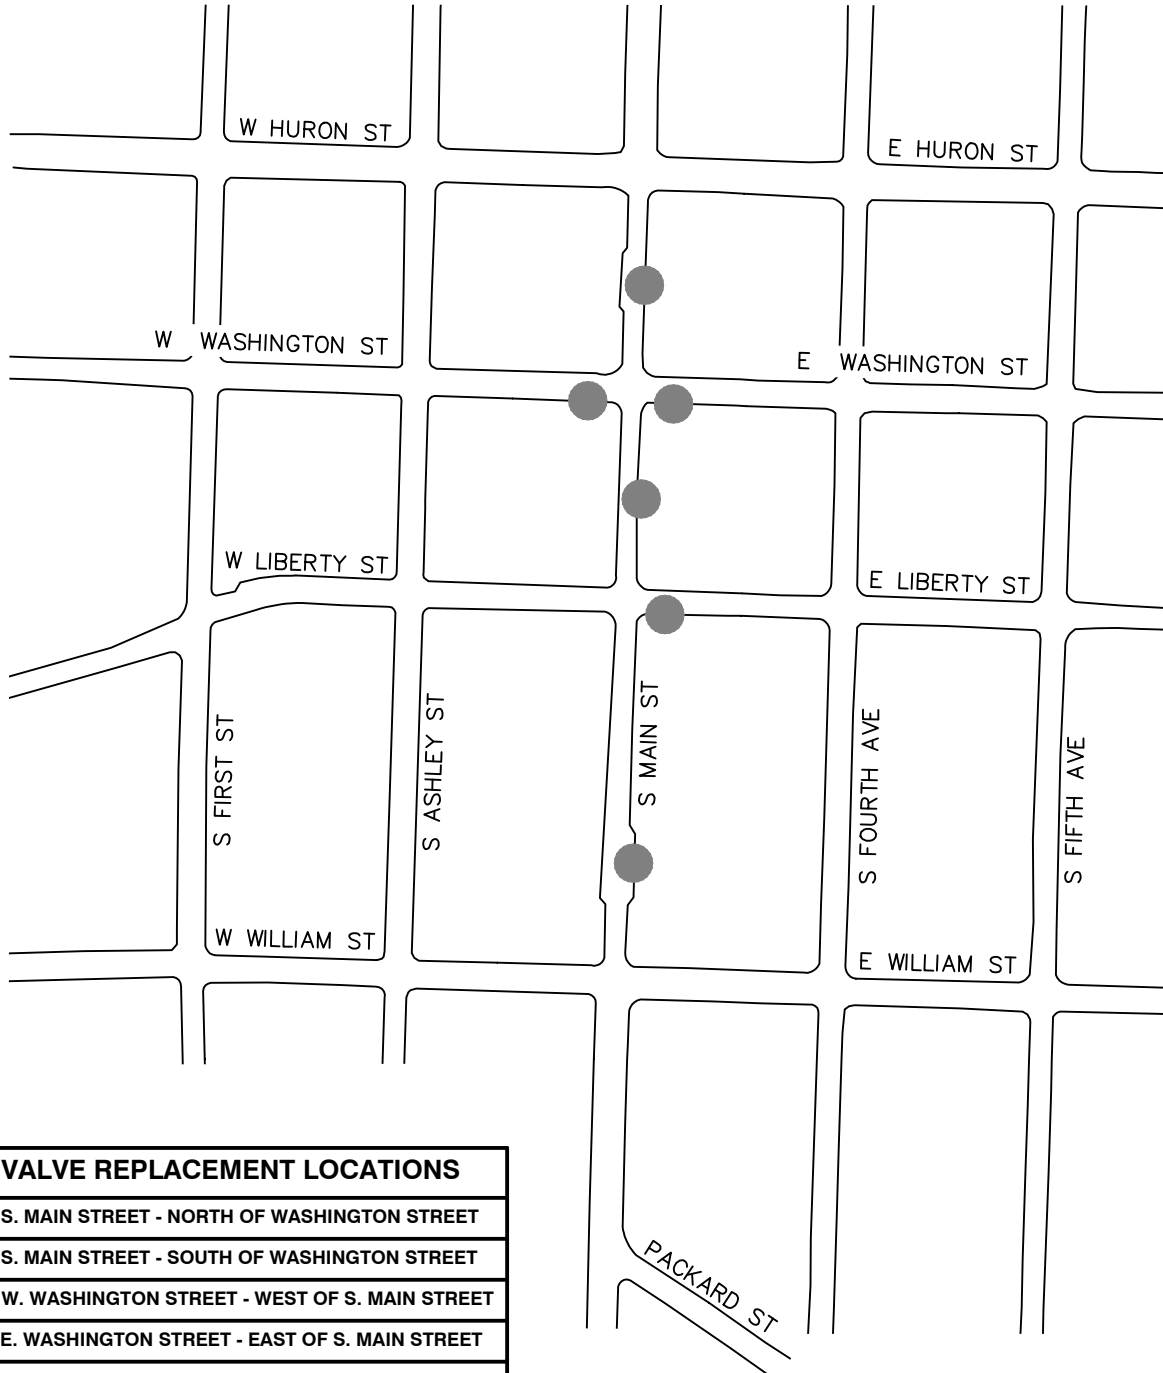 W HURON ST
E HURON ST
W WASHINGTON ST
E WASHINGTON ST
W LIBERTY ST
E LIBERTY ST
S FIRST ST
S ASHLEY ST
S MAIN ST
S FOURTH AVE
S FIFTH AVE
W WILLIAM ST
E WILLIAM ST
PACKARD ST
VALVE REPLACEMENT LOCATIONS
S. MAIN STREET - NORTH OF WASHINGTON STREET
S. MAIN STREET - SOUTH OF WASHINGTON STREET
W. WASHINGTON STREET - WEST OF S. MAIN STREET
E. WASHINGTON STREET - EAST OF S. MAIN STREET